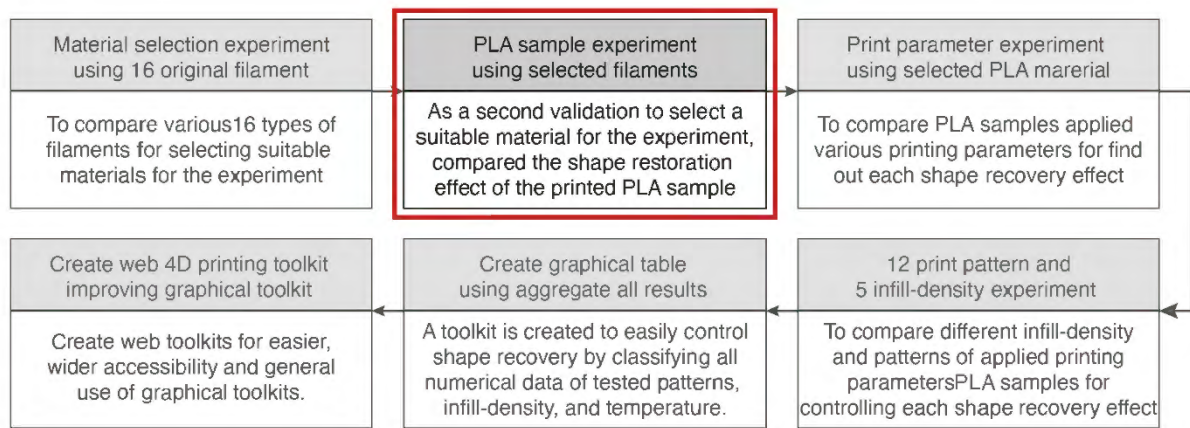 Material selection experiment
using 16 original filament
To compare various16 types of
filaments for selecting suitable
materials for the experiment
PLA sample experiment
using selected filaments
As a second validation to select a
suitable material for the experiment,
compared the shape restoration
effect of the printed PLA sample
Print parameter experiment
using selected PLA marerial
To compare PLA samples applied
various printing parameters for find
out each shape recovery effect
12 print pattern and
5 infill-density experiment
To compare different infill-density
and patterns of applied printing
parametersPLA samples for
controlling each shape recovery effect
Create graphical table
using aggregate all results
A toolkit is created to easily control
shape recovery by classifying all
numerical data of tested patterns,
infill-density, and temperature.
Create web 4D printing toolkit
improving graphical toolkit
Create web toolkits for easier,
wider accessibility and general
use of graphical toolkits.